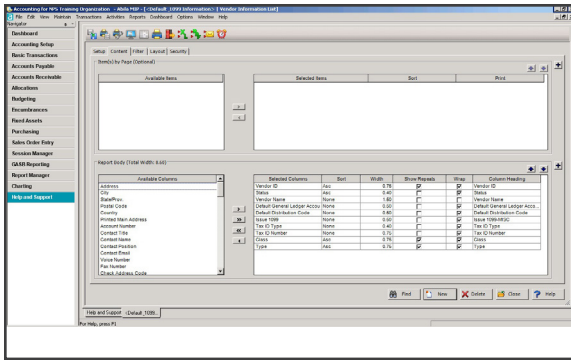 Accounting for NPS Training Organization - Abila MIP - [<Default_1099 Information> | Vendor Information List]
File Edit View Maintain Transactions Activities Reports Dashboard Options Window Help
Navigator
Dashboard
Accounting Setup
Basic Transactions
Accounts Payable
Accounts Receivable
Allocations
Budgeting
Encumbrances
Fixed Assets
Purchasing
Sales Order Entry
Session Manager
GASB Reporting
Report Manager
Charting
Help and Support
Setup Content Filter Layout Security
Item(s) by Page (Optional)
Available Items
Selected Items Sort Print
Report Body (Total Width: 6.60)
Available Columns
Address
City
State/Prov.
Postal Code
Country
Printed Main Address
Account Number
Contact Title
Contact Name
Contact Position
Contact Email
Voice Number
Fax Number
Check Address Code
Selected Columns Sort Width Show Repeats Wrap Column Heading
Vendor ID Asc 0.75 Vendor ID
Status Asc 0.40 Status
Vendor Name None 1.50 Vendor Name
Default General Ledger Accou None 0.60 Default General Ledger Acco...
Default Distribution Code None 0.60 Default Distribution Code
Issue 1099 None 0.60 Issue 1099-MISC
Tax ID Type None 0.40 Tax ID Type
Tax ID Number None 0.75 Tax ID Number
Class Asc 0.75 Class
Type Asc 0.75 Type
Find New Delete Close Help
Help and Support <Default_1099...
For Help, press F1